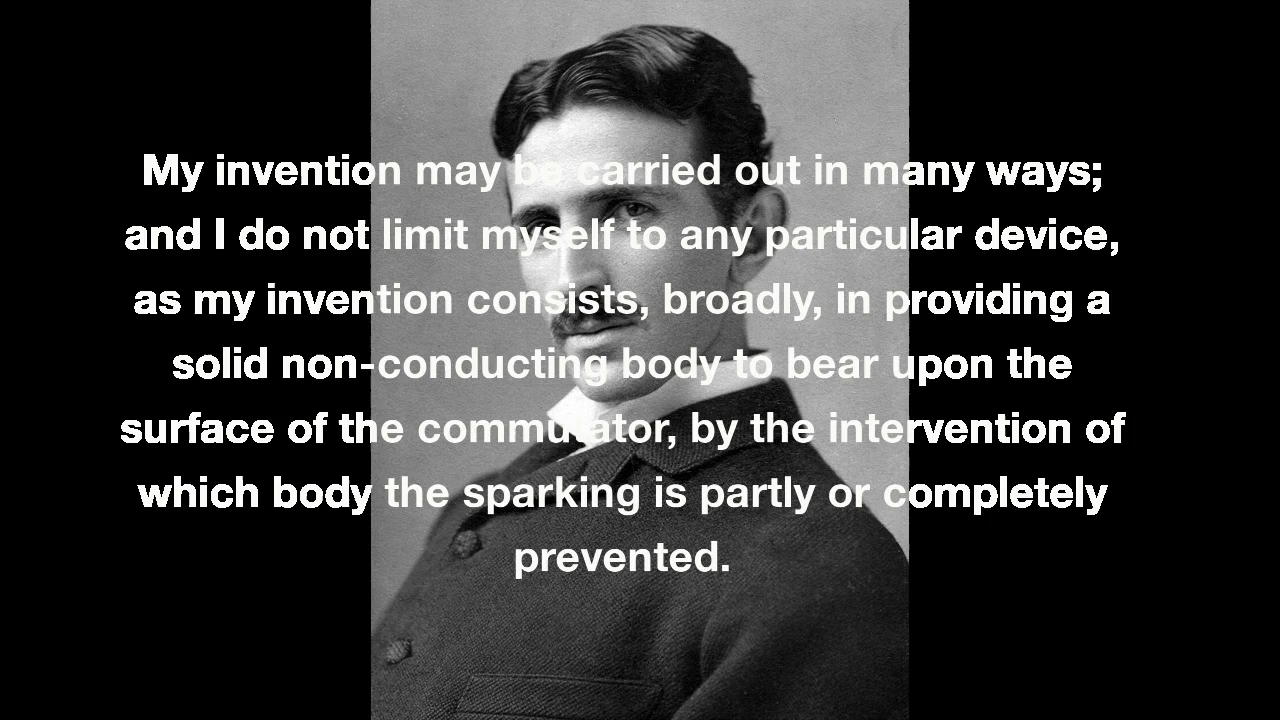 My invention may be carried out in many ways;
and I do not limit myself to any particular device,
as my invention consists, broadly, in providing a
solid non-conducting body to bear upon the
surface of the commutator, by the intervention of
which body the sparking is partly or completely
prevented.